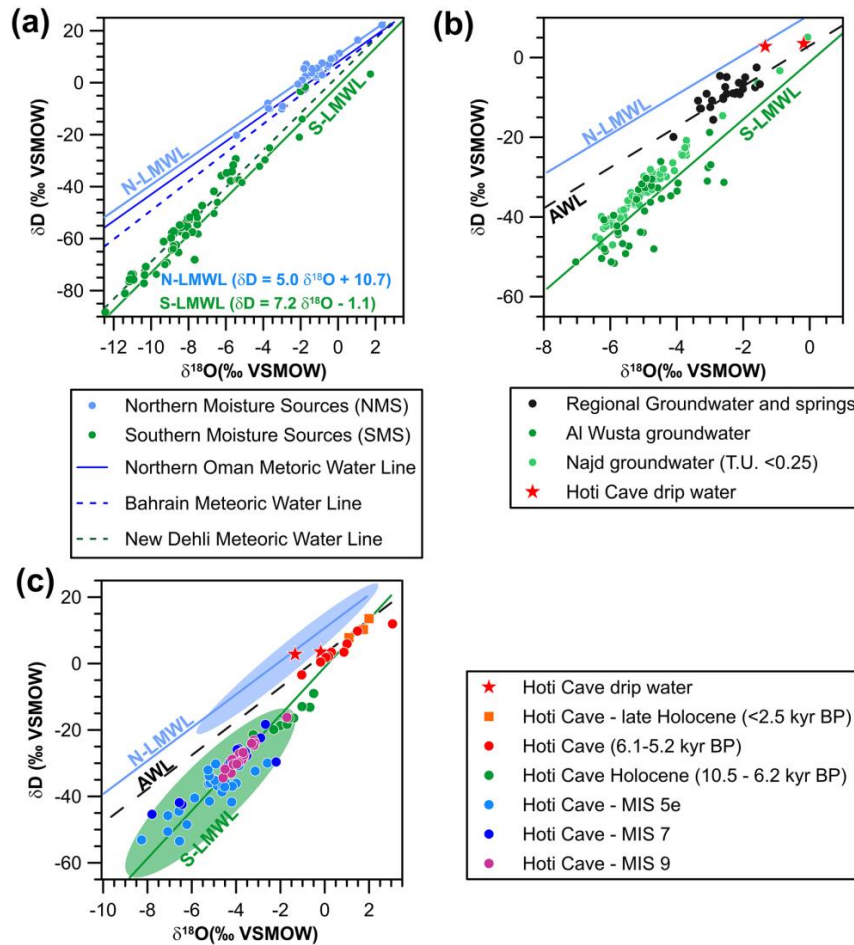 (a)
20
0
-20
-40
-60
-80
δD (‰ VSMOW)
N-LMWL
S-LMWL
N-LMWL (δD = 5.0 δ¹⁸O + 10.7)
S-LMWL (δD = 7.2 δ¹⁸O - 1.1)
-12 -10 -8 -6 -4 -2 0 2
δ¹⁸O(‰ VSMOW)
Northern Moisture Sources (NMS)
Southern Moisture Sources (SMS)
Northern Oman Metoric Water Line
Bahrain Meteoric Water Line
New Dehli Meteoric Water Line
(b)
0
-20
-40
-60
δD (‰ VSMOW)
N-LMWL
AWL
S-LMWL
-8 -6 -4 -2 0
δ¹⁸O(‰ VSMOW)
Regional Groundwater and springs
Al Wusta groundwater
Najd groundwater (T.U. <0.25)
Hoti Cave drip water
(c)
20
0
-20
-40
-60
δD (‰ VSMOW)
N-LMWL
AWL
S-LMWL
-10 -8 -6 -4 -2 0 2
δ¹⁸O(‰ VSMOW)
Hoti Cave drip water
Hoti Cave - late Holocene (<2.5 kyr BP)
Hoti Cave (6.1-5.2 kyr BP)
Hoti Cave Holocene (10.5 - 6.2 kyr BP)
Hoti Cave - MIS 5e
Hoti Cave - MIS 7
Hoti Cave - MIS 9